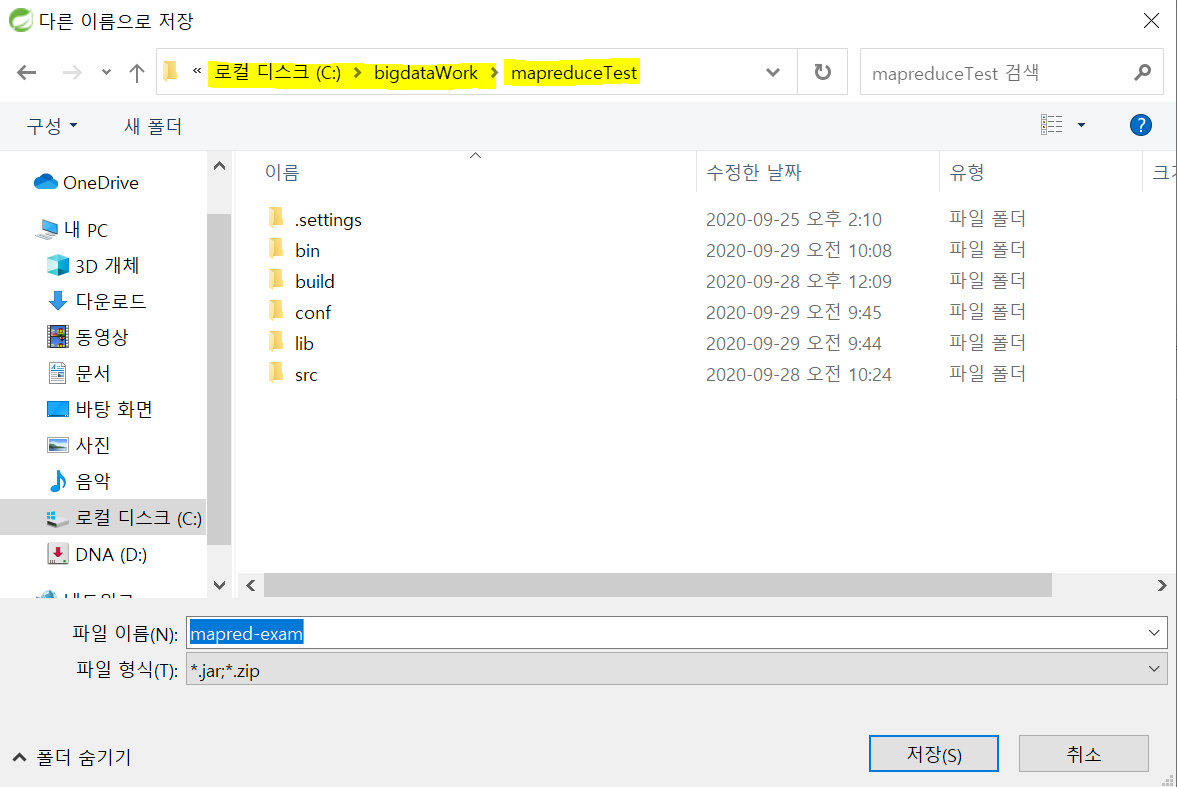 다른 이름으로 저장
« 로컬 디스크 (C:) > bigdataWork > mapreduceTest
mapreduceTest 검색
구성
새 폴더
?
이름
수정한 날짜
유형
OneDrive
내 PC
3D 개체
다운로드
동영상
문서
바탕 화면
사진
음악
로컬 디스크 (C:)
DNA (D:)
.settings 2020-09-25 오후 2:10 파일 폴더
bin 2020-09-29 오전 10:08 파일 폴더
build 2020-09-28 오후 12:09 파일 폴더
conf 2020-09-29 오전 9:45 파일 폴더
lib 2020-09-29 오전 9:44 파일 폴더
src 2020-09-28 오전 10:24 파일 폴더
파일 이름(N): mapred-exam
파일 형식(T): *.jar;*.zip
폴더 숨기기
저장(S)
취소